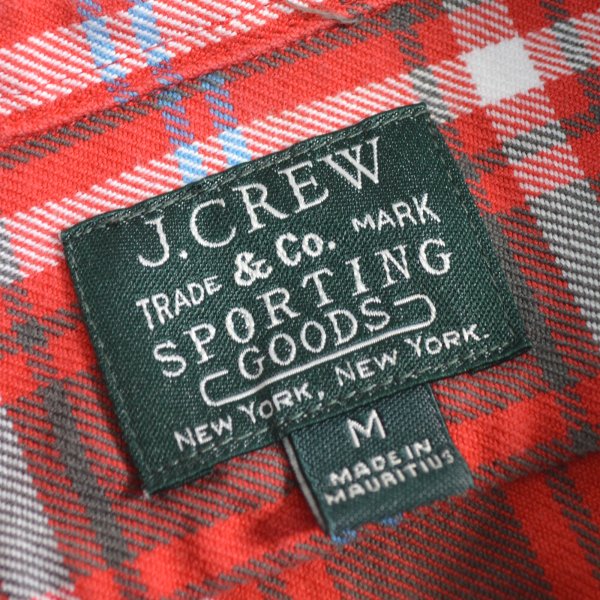 J.CREW
TRADE & Co. MARK
SPORTING
GOODS
NEW YORK, NEW YORK.
M
MADE IN
MAURITIUS